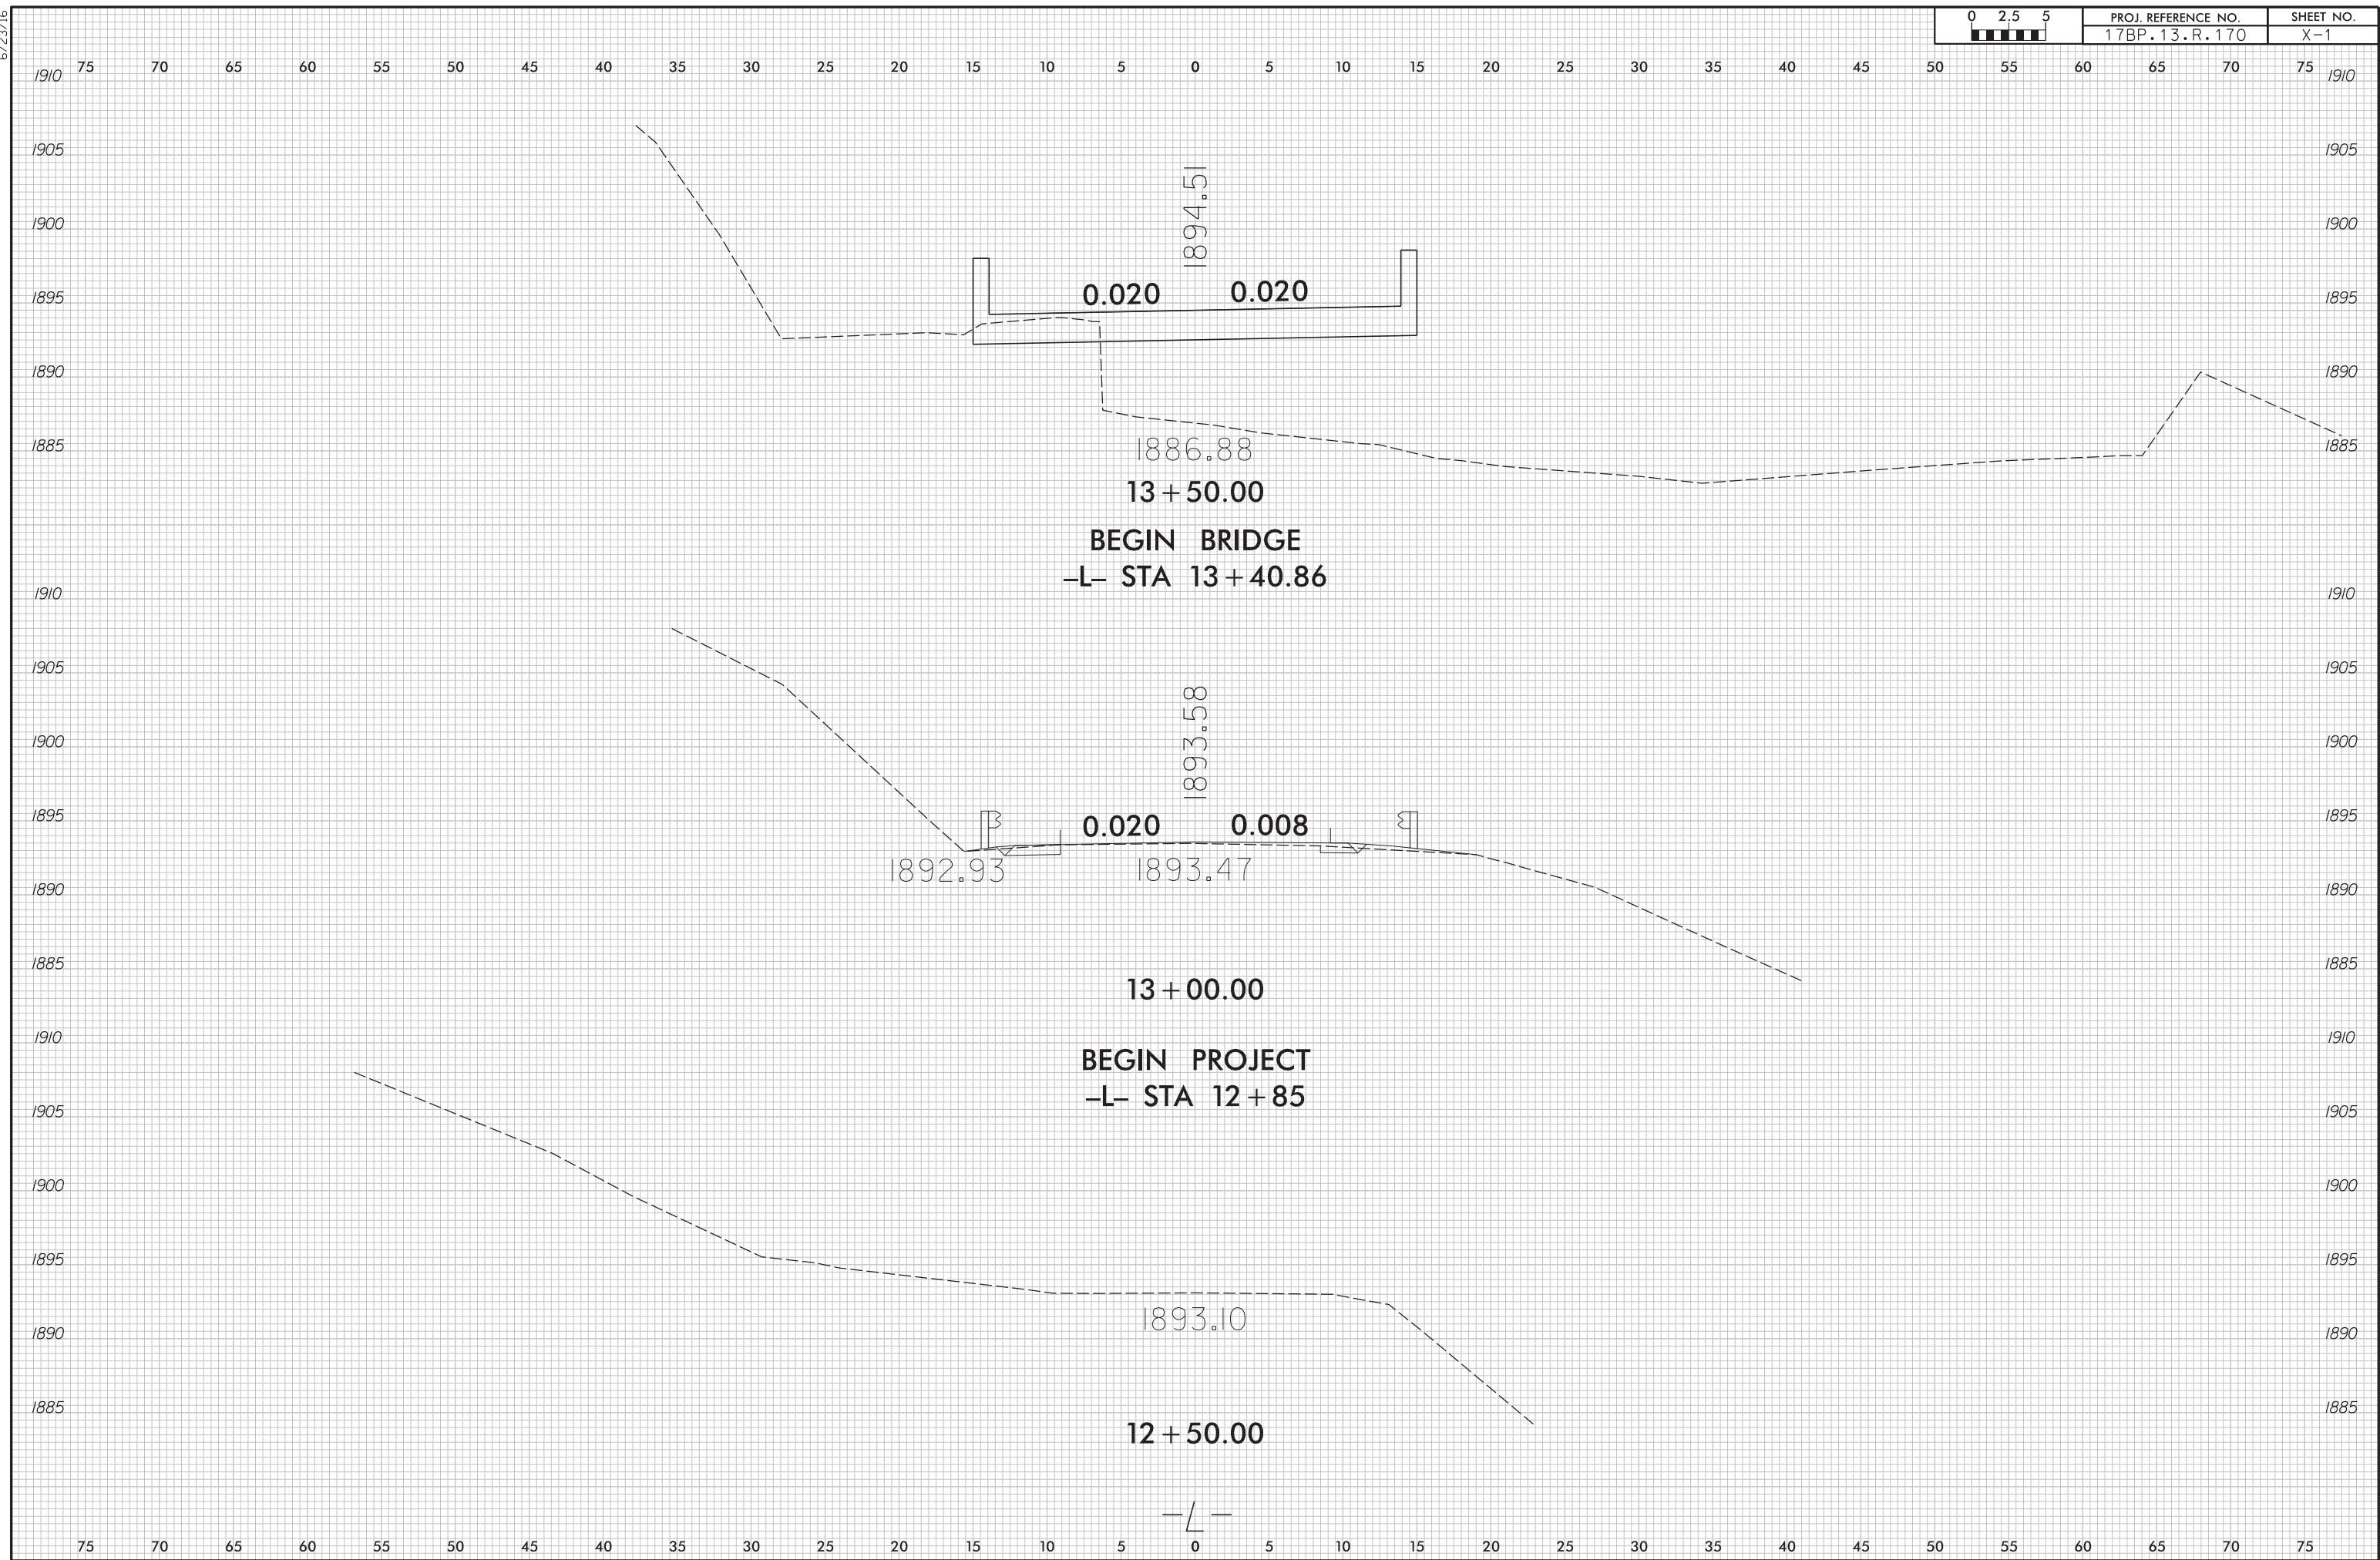 6/23/16
0 2.5 5
PROJ. REFERENCE NO. SHEET NO.
17BP.13.R.170 X-1
75 70 65 60 55 50 45 40 35 30 25 20 15 10 5 0 5 10 15 20 25 30 35 40 45 50 55 60 65 70 75
1910 1910
1905 1905
1894.51
1900 1900
1895 0.020 0.020 1895
1890 1890
1885 1886.88 1885
13+50.00
BEGIN BRIDGE
-L- STA 13+40.86
1910 1910
1905 1905
1893.58
1900 1900
1895 0.020 0.008 1895
1892.93 1893.47
1890 1890
1885 1885
13+00.00
1910 1910
BEGIN PROJECT
-L- STA 12+85
1905 1905
1900 1900
1895 1895
1893.10
1890 1890
1885 1885
12+50.00
-L-
75 70 65 60 55 50 45 40 35 30 25 20 15 10 5 0 5 10 15 20 25 30 35 40 45 50 55 60 65 70 75